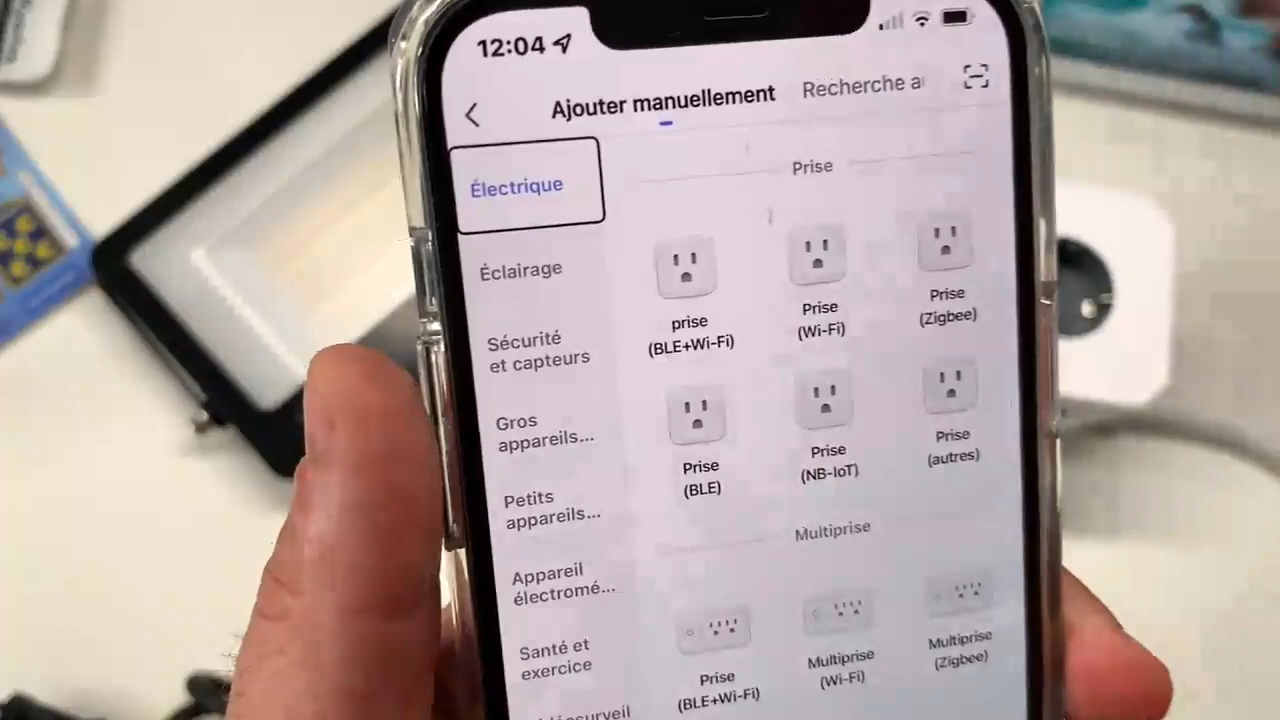 12:04
Ajouter manuellement
Recherche a
Électrique
Éclairage
Sécurité
et capteurs
Gros
appareils...
Petits
appareils...
Appareil
électromé...
Santé et
exercice
Prise
prise
(BLE+Wi-Fi)
Prise
(Wi-Fi)
Prise
(Zigbee)
Prise
(BLE)
Prise
(NB-IoT)
Prise
(autres)
Multiprise
Prise
(BLE+Wi-Fi)
Multiprise
(Wi-Fi)
Multiprise
(Zigbee)